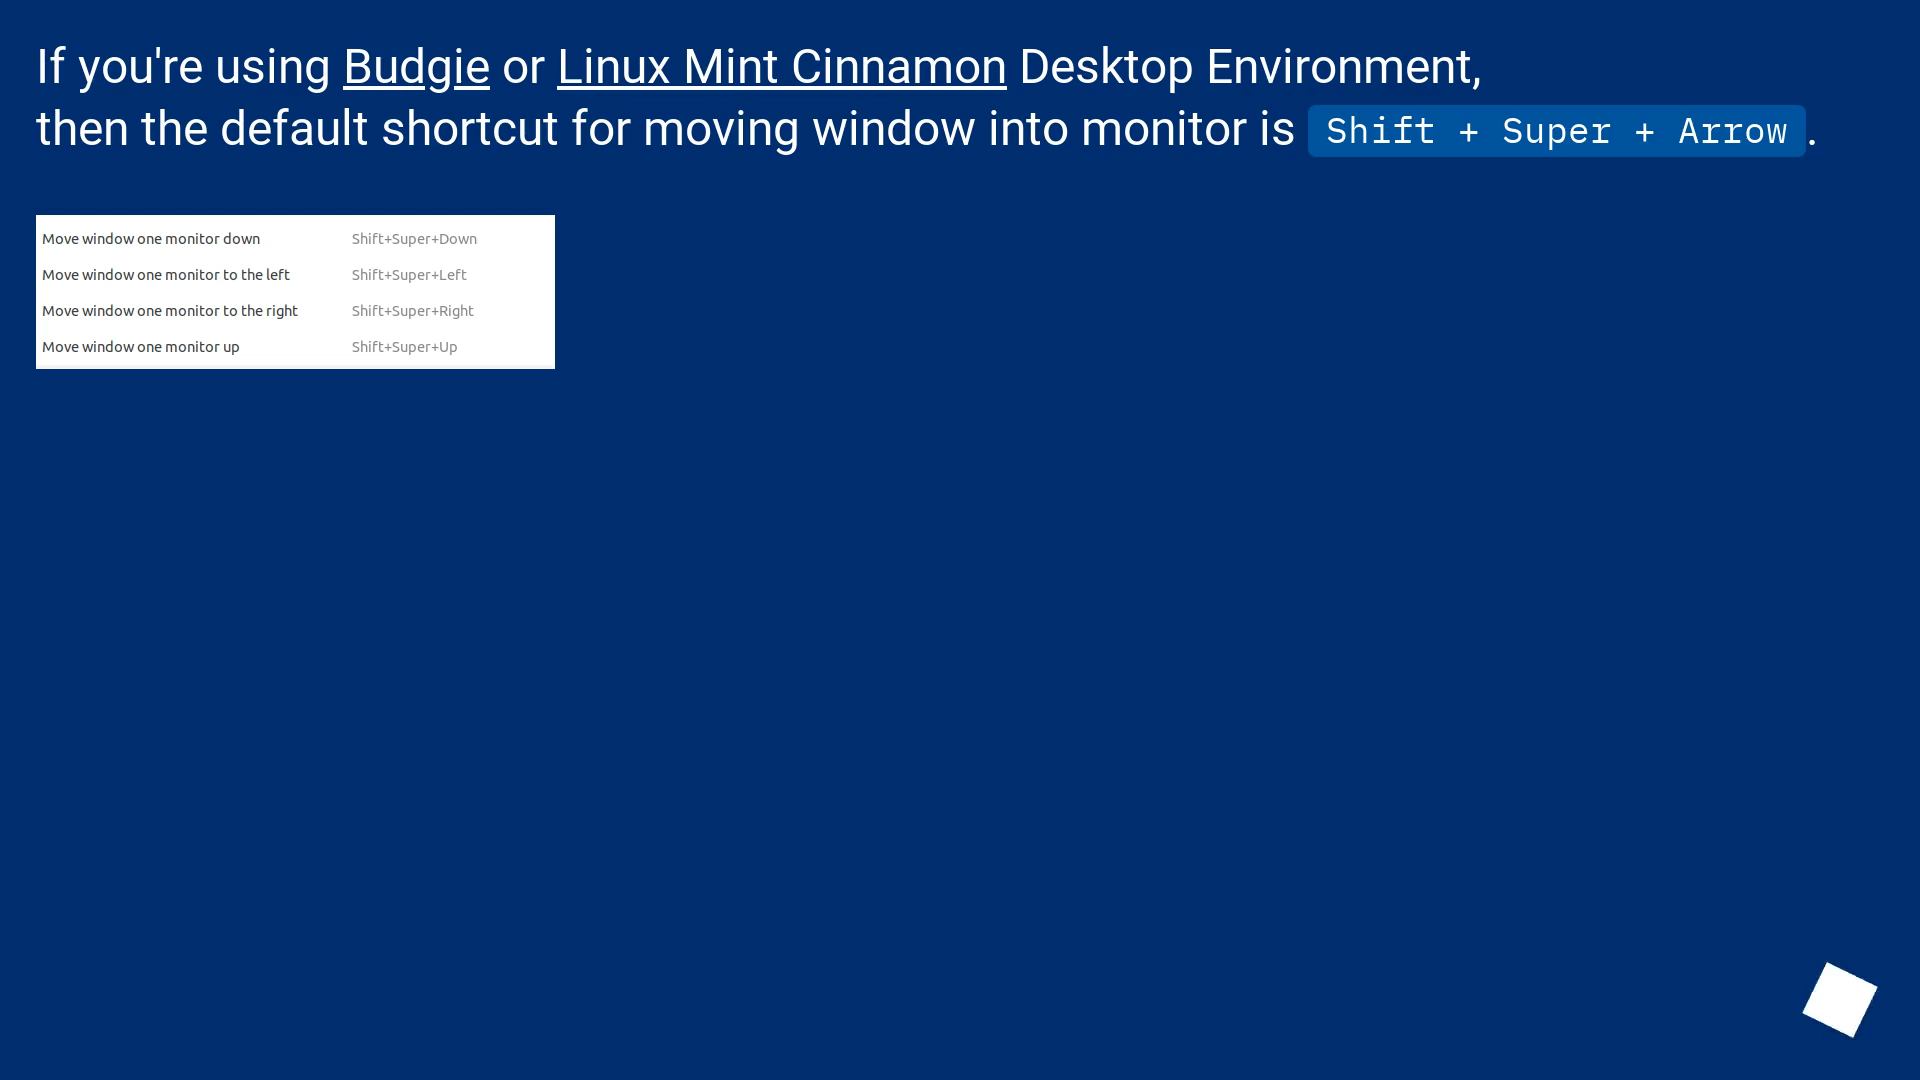 If you're using Budgie or Linux Mint Cinnamon Desktop Environment,
then the default shortcut for moving window into monitor is Shift + Super + Arrow.
Move window one monitor down Shift+Super+Down
Move window one monitor to the left Shift+Super+Left
Move window one monitor to the right Shift+Super+Right
Move window one monitor up Shift+Super+Up